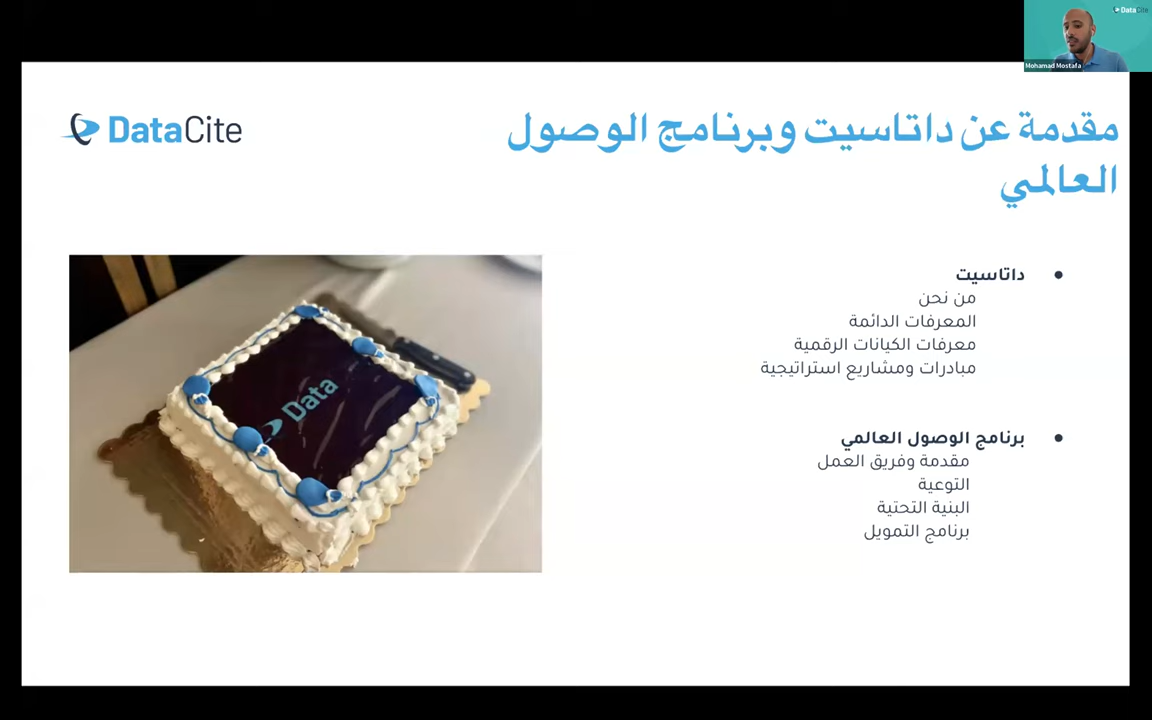 DataCite
Mohamad Mostafa
DataCite
مقدمة عن داتاسيت وبرنامج الوصول
العالمي
داتاسيت
من نحن
المعرفات الدائمة
معرفات الكيانات الرقمية
مبادرات ومشاريع استراتيجية
برنامج الوصول العالمي
مقدمة وفريق العمل
التوعية
البنية التحتية
برنامج التمويل
Data